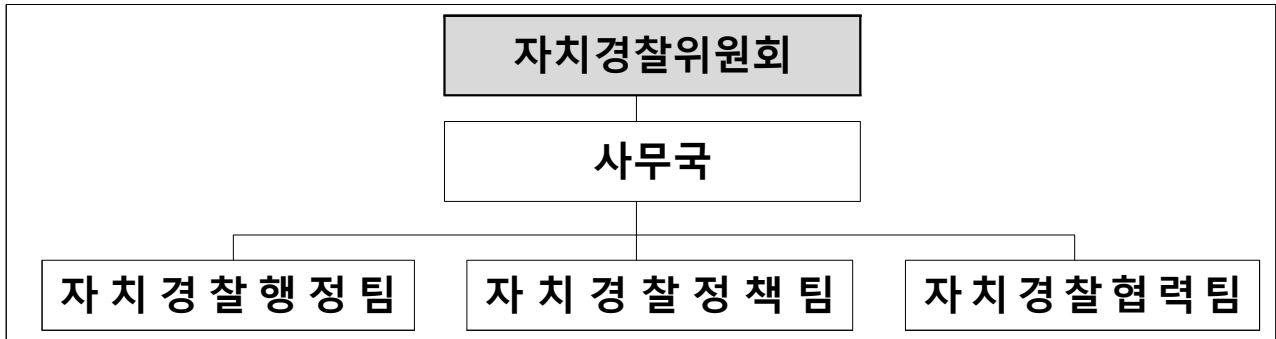 자치경찰위원회
사무국
자 치 경 찰 행 정 팀
자 치 경 찰 정 책 팀
자 치 경 찰 협 력 팀